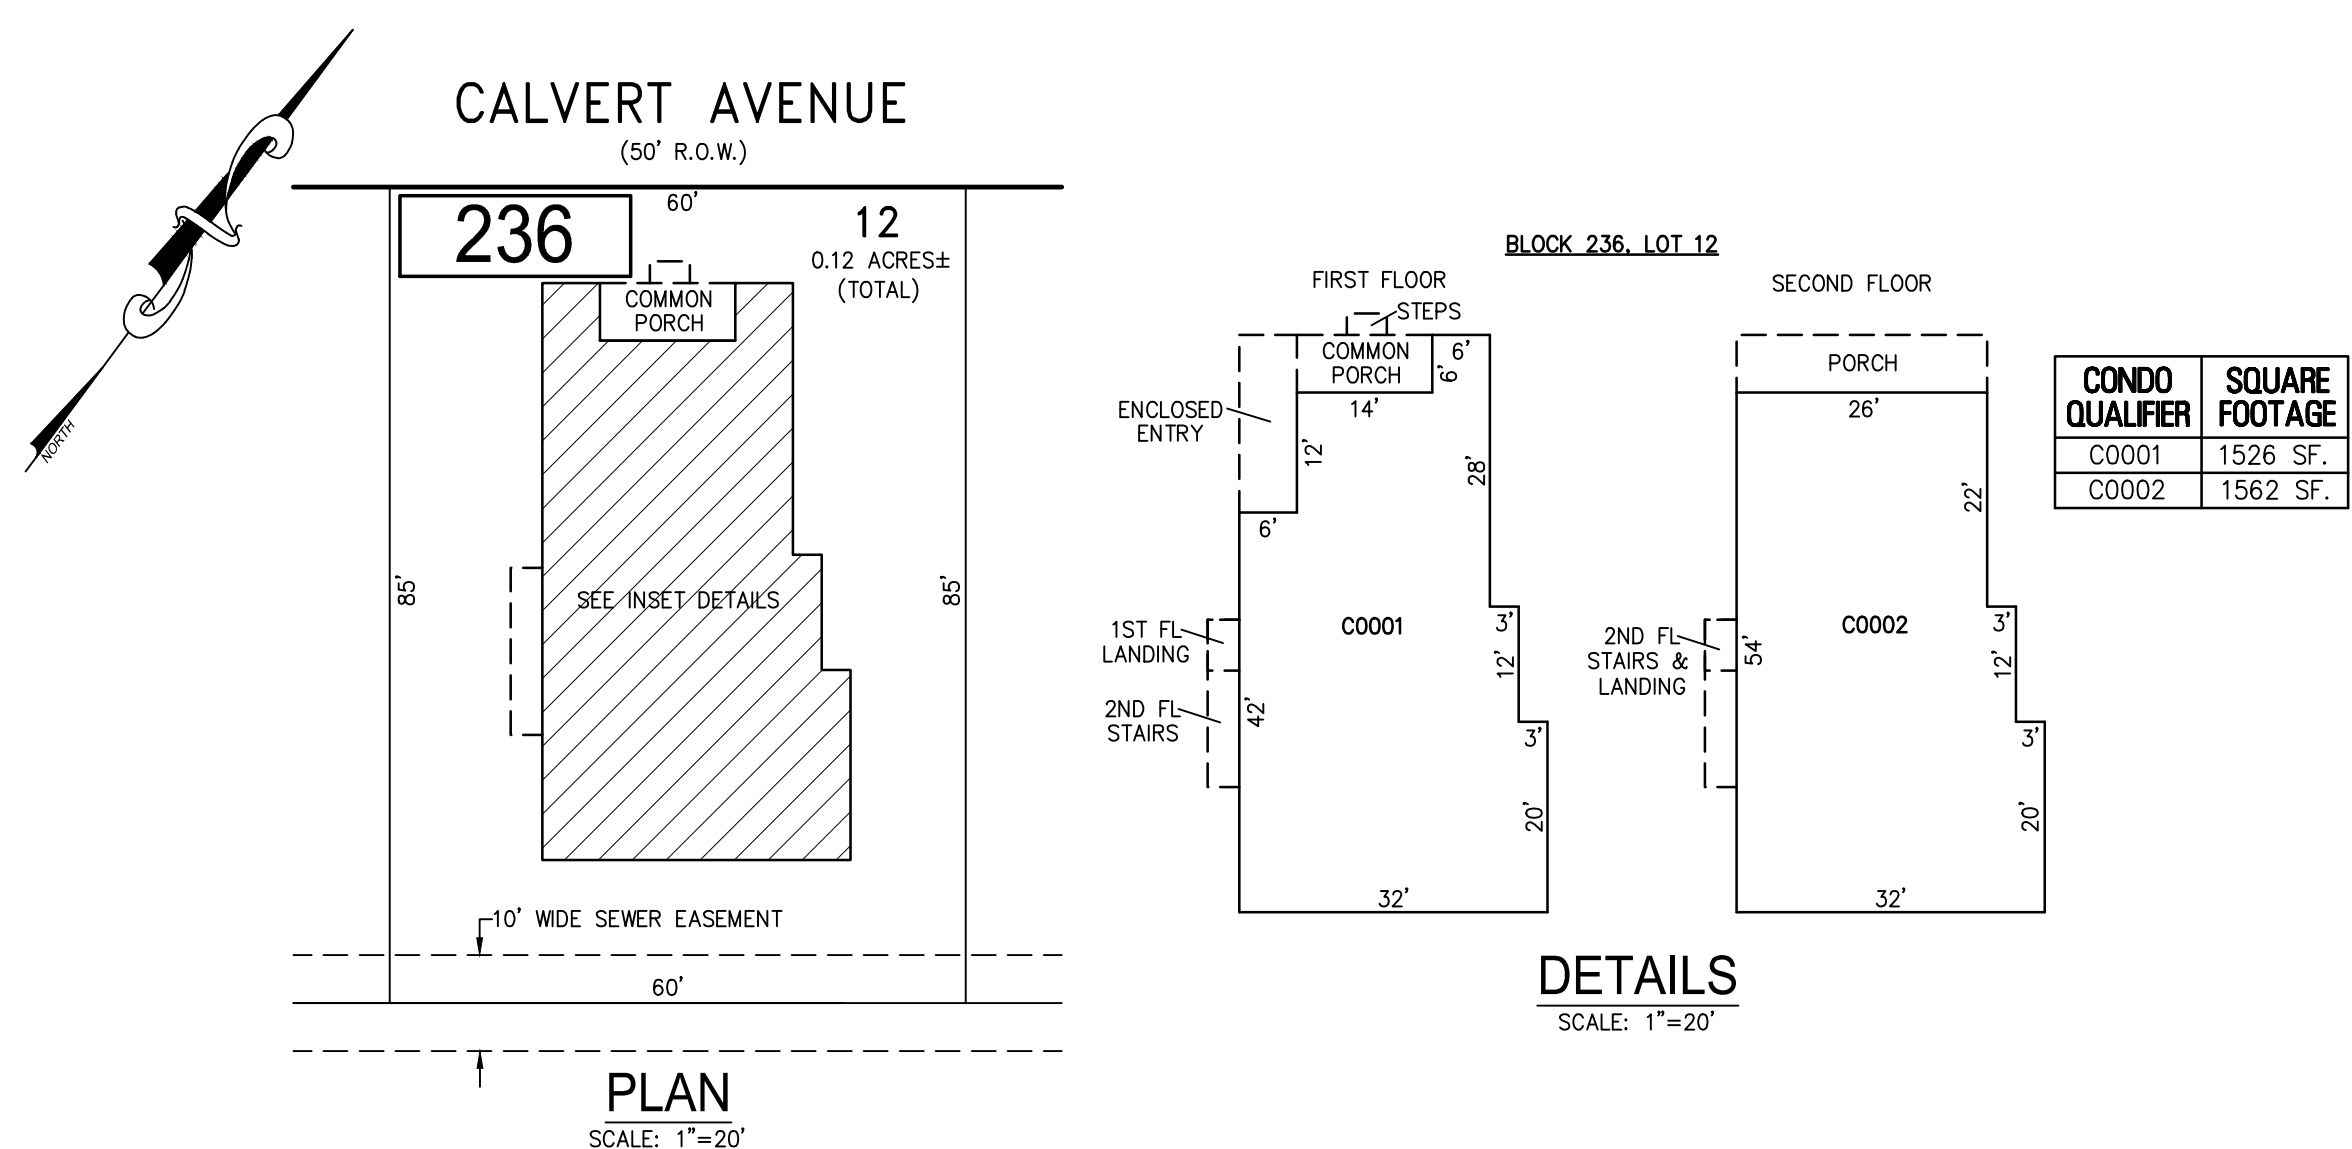 CALVERT AVENUE
(50' R.O.W.)
60'
236
12
0.12 ACRES±
(TOTAL)
COMMON
PORCH
SEE INSET DETAILS
85'
85'
10' WIDE SEWER EASEMENT
60'
NORTH
PLAN
SCALE: 1"=20'
BLOCK 236, LOT 12
FIRST FLOOR
STEPS
COMMON
PORCH
6'
6'
14'
ENCLOSED
ENTRY
12'
28'
6'
1ST FL
LANDING
C0001
3'
12'
2ND FL
STAIRS
42'
3'
20'
32'
SECOND FLOOR
PORCH
26'
22'
2ND FL
STAIRS &
LANDING
54'
C0002
3'
12'
3'
20'
32'
DETAILS
SCALE: 1"=20'
CONDO QUALIFIER SQUARE FOOTAGE
C0001 1526 SF.
C0002 1562 SF.